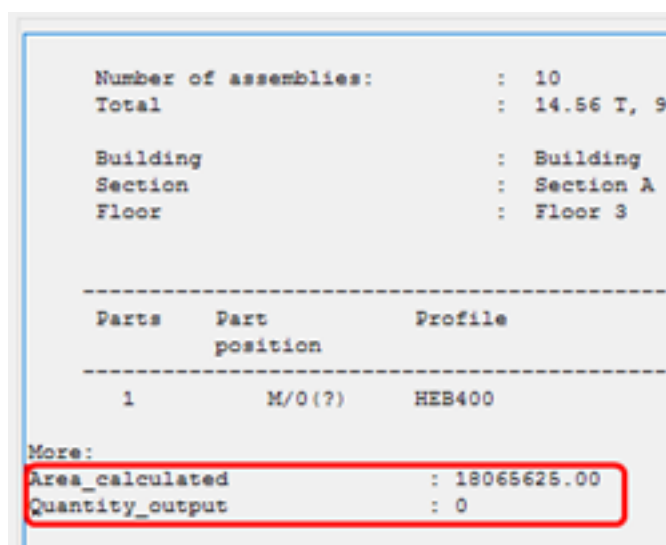 Number of assemblies: : 10
Total : 14.56 T, 9
Building : Building
Section : Section A
Floor : Floor 3
Parts Part Profile
position
1 M/0(?) HEB400
More:
Area_calculated : 18065625.00
Quantity_output : 0